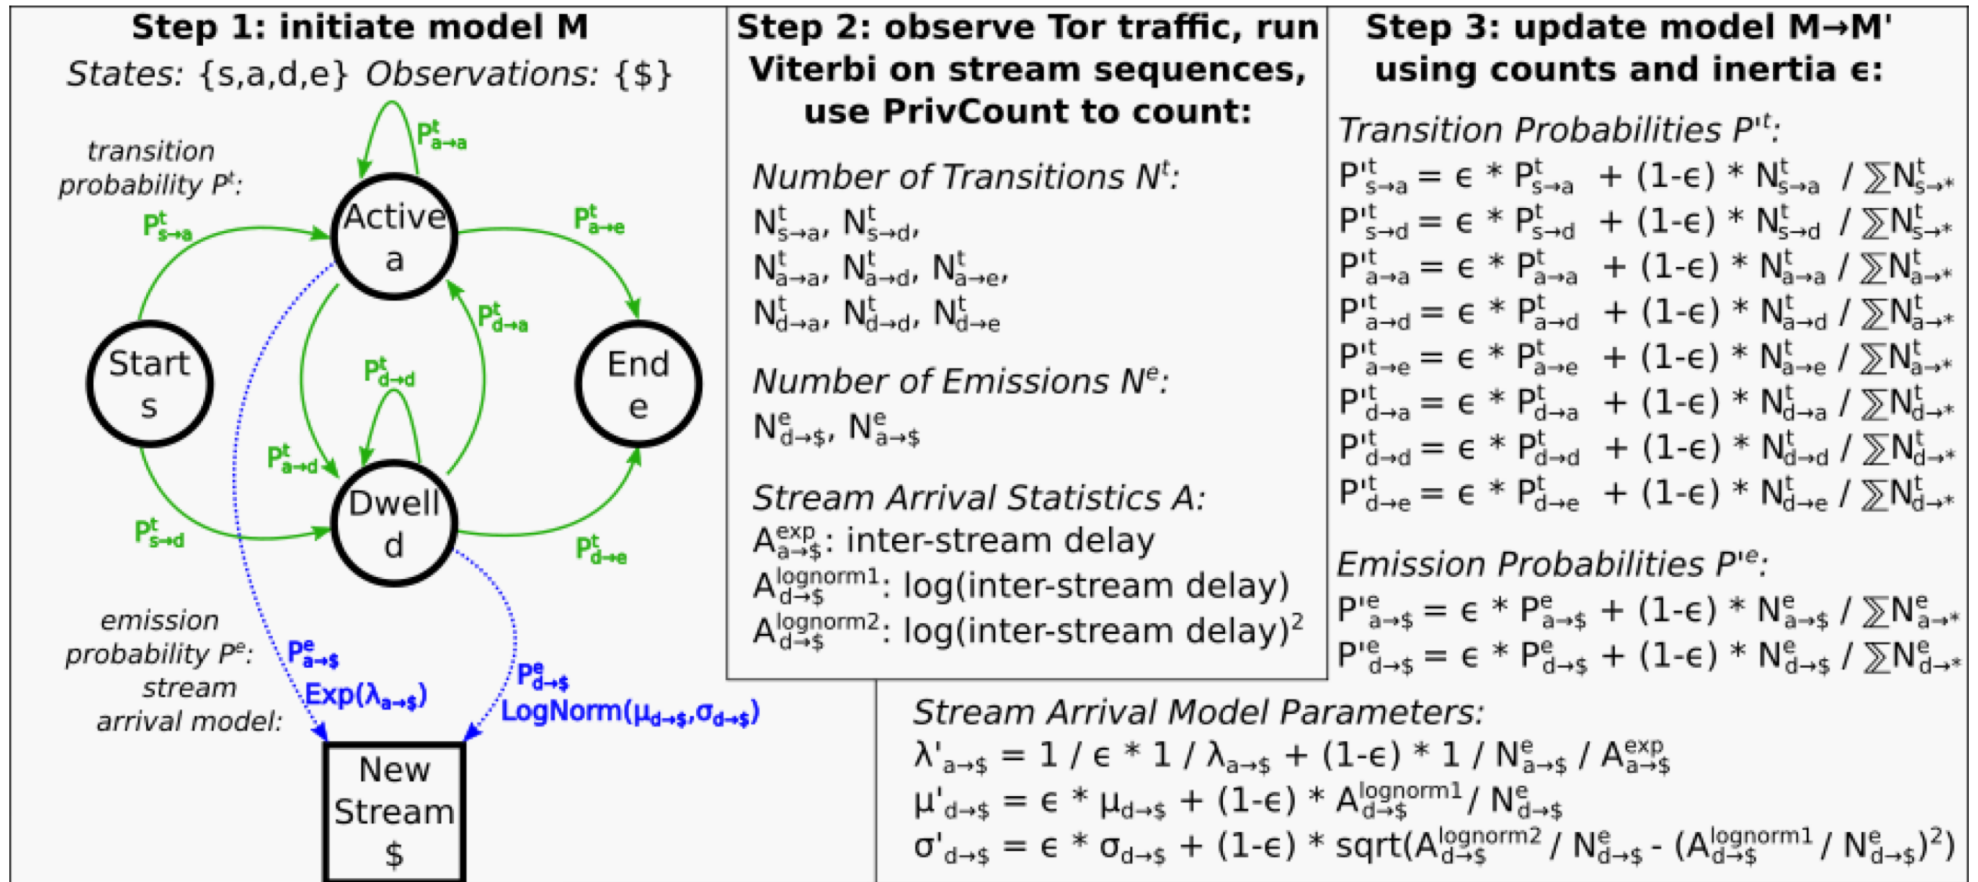 Step 1: initiate model M
States: {s,a,d,e} Observations: {$}
transition
probability Pᵗ:
Pᵗa→a
Pᵗs→a
Active
a
Pᵗa→e
Pᵗd→a
Start
s
Pᵗd→d
End
e
Pᵗa→d
Dwell
d
Pᵗs→d
Pᵗd→e
emission
probability Pᵉ:
stream
arrival model:
Pᵉa→$
Exp(λa→$)
Pᵉd→$
LogNorm(μd→$,σd→$)
New
Stream
$
Step 2: observe Tor traffic, run
Viterbi on stream sequences,
use PrivCount to count:
Number of Transitions Nᵗ:
Nᵗs→a, Nᵗs→d,
Nᵗa→a, Nᵗa→d, Nᵗa→e,
Nᵗd→a, Nᵗd→d, Nᵗd→e
Number of Emissions Nᵉ:
Nᵉd→$, Nᵉa→$
Stream Arrival Statistics A:
A^exp a→$: inter-stream delay
A^lognorm1 d→$: log(inter-stream delay)
A^lognorm2 d→$: log(inter-stream delay)²
Step 3: update model M→M'
using counts and inertia ϵ:
Transition Probabilities P'ᵗ:
P'ᵗs→a = ϵ * Pᵗs→a + (1-ϵ) * Nᵗs→a / ∑Nᵗs→*
P'ᵗs→d = ϵ * Pᵗs→d + (1-ϵ) * Nᵗs→d / ∑Nᵗs→*
P'ᵗa→a = ϵ * Pᵗa→a + (1-ϵ) * Nᵗa→a / ∑Nᵗa→*
P'ᵗa→d = ϵ * Pᵗa→d + (1-ϵ) * Nᵗa→d / ∑Nᵗa→*
P'ᵗa→e = ϵ * Pᵗa→e + (1-ϵ) * Nᵗa→e / ∑Nᵗa→*
P'ᵗd→a = ϵ * Pᵗd→a + (1-ϵ) * Nᵗd→a / ∑Nᵗd→*
P'ᵗd→d = ϵ * Pᵗd→d + (1-ϵ) * Nᵗd→d / ∑Nᵗd→*
P'ᵗd→e = ϵ * Pᵗd→e + (1-ϵ) * Nᵗd→e / ∑Nᵗd→*
Emission Probabilities P'ᵉ:
P'ᵉa→$ = ϵ * Pᵉa→$ + (1-ϵ) * Nᵉa→$ / ∑Nᵉa→*
P'ᵉd→$ = ϵ * Pᵉd→$ + (1-ϵ) * Nᵉd→$ / ∑Nᵉd→*
Stream Arrival Model Parameters:
λ'a→$ = 1 / ϵ * 1 / λa→$ + (1-ϵ) * 1 / Nᵉa→$ / A^exp a→$
μ'd→$ = ϵ * μd→$ + (1-ϵ) * A^lognorm1 d→$ / Nᵉd→$
σ'd→$ = ϵ * σd→$ + (1-ϵ) * sqrt(A^lognorm2 d→$ / Nᵉd→$ - (A^lognorm1 d→$ / Nᵉd→$)²)